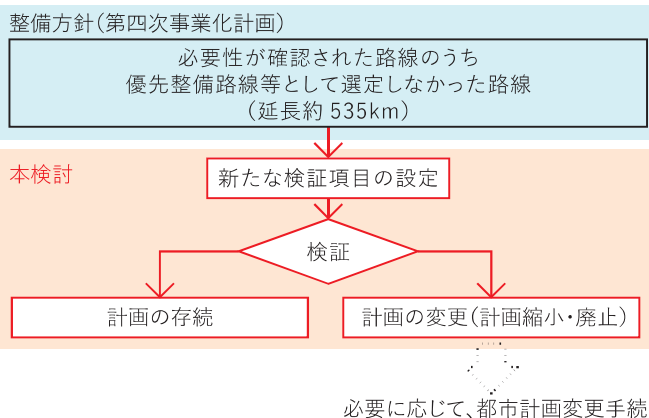 整備方針（第四次事業化計画）
必要性が確認された路線のうち
優先整備路線等として選定しなかった路線
（延長約 535km）
本検討
新たな検証項目の設定
検証
計画の存続
計画の変更（計画縮小・廃止）
必要に応じて、都市計画変更手続